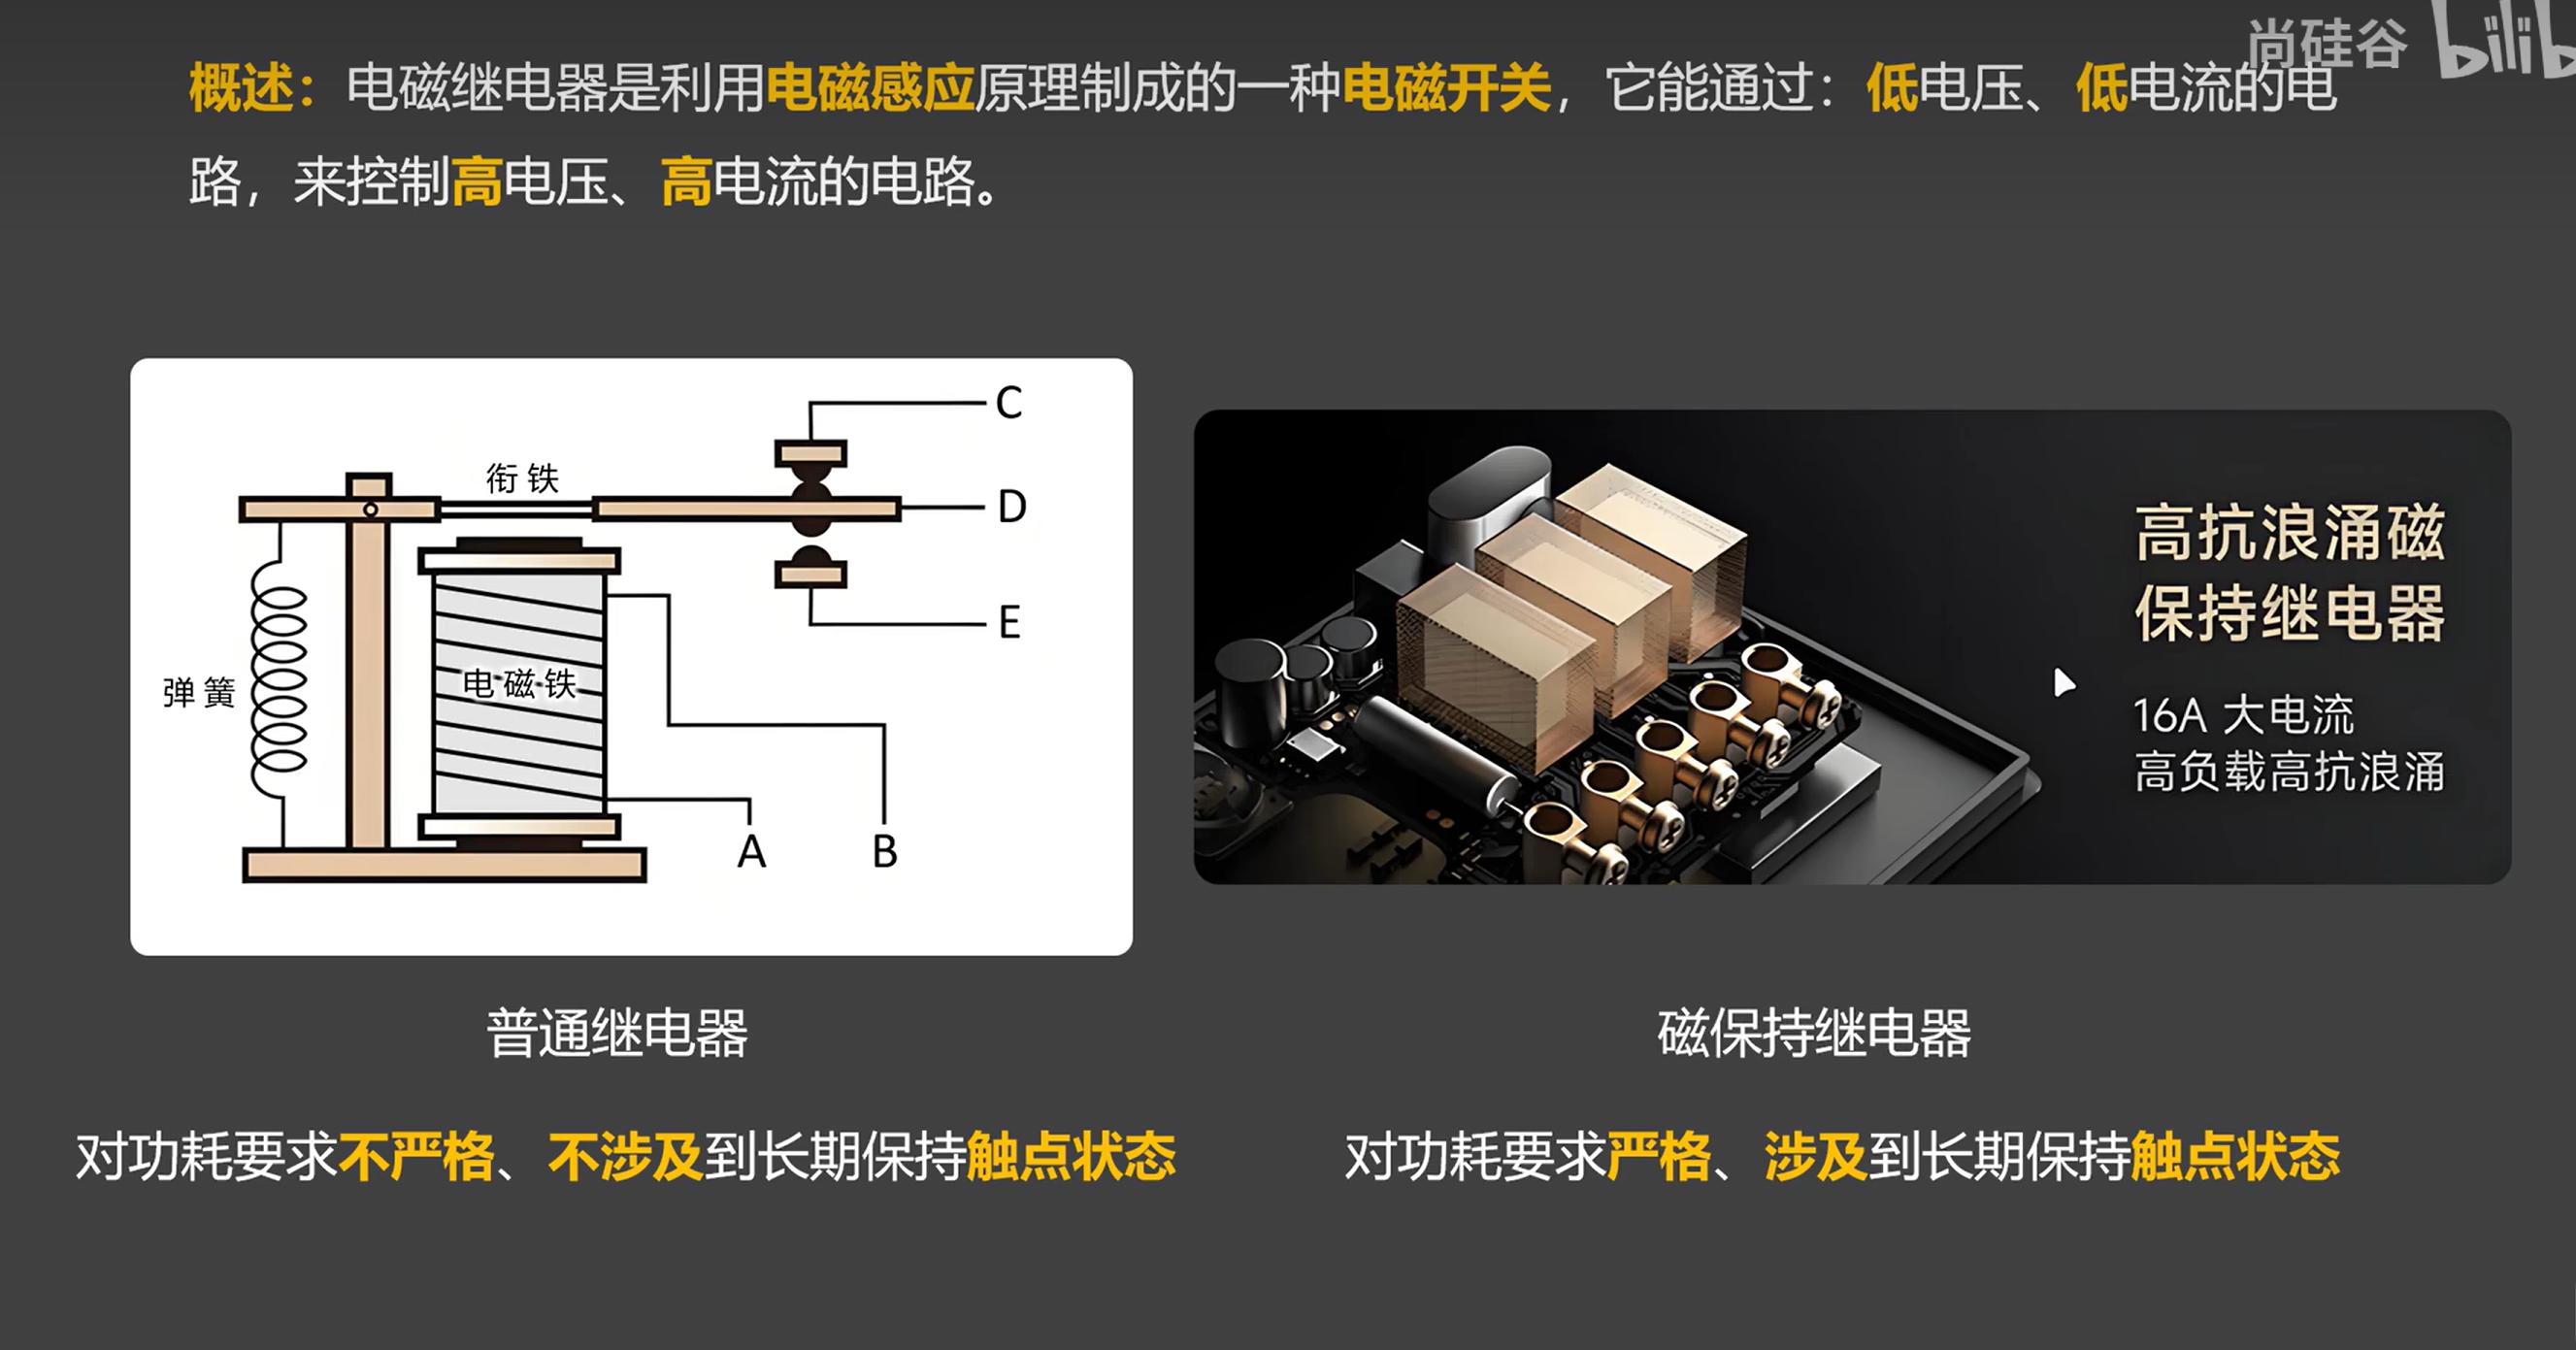 尚硅谷
概述：电磁继电器是利用电磁感应原理制成的一种电磁开关，它能通过：低电压、低电流的电
路，来控制高电压、高电流的电路。
C
衔铁
D
E
弹簧
电磁铁
A
B
高抗浪涌磁
保持继电器
16A 大电流
高负载高抗浪涌
普通继电器
磁保持继电器
对功耗要求不严格、不涉及到长期保持触点状态
对功耗要求严格、涉及到长期保持触点状态